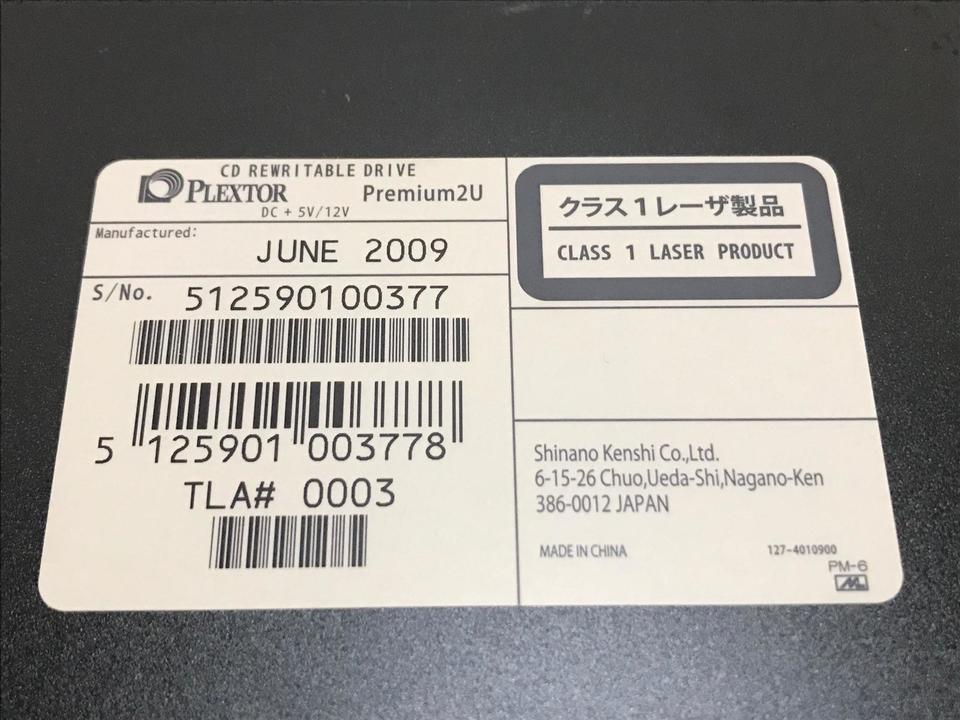 CD REWRITABLE DRIVE
PLEXTOR Premium2U
DC + 5V/12V
Manufactured:
JUNE 2009
S/No. 512590100377
5 125901 003778
TLA# 0003
クラス1レーザ製品
CLASS 1 LASER PRODUCT
Shinano Kenshi Co.,Ltd.
6-15-26 Chuo,Ueda-Shi,Nagano-Ken
386-0012 JAPAN
MADE IN CHINA 127-4010900
PM-6